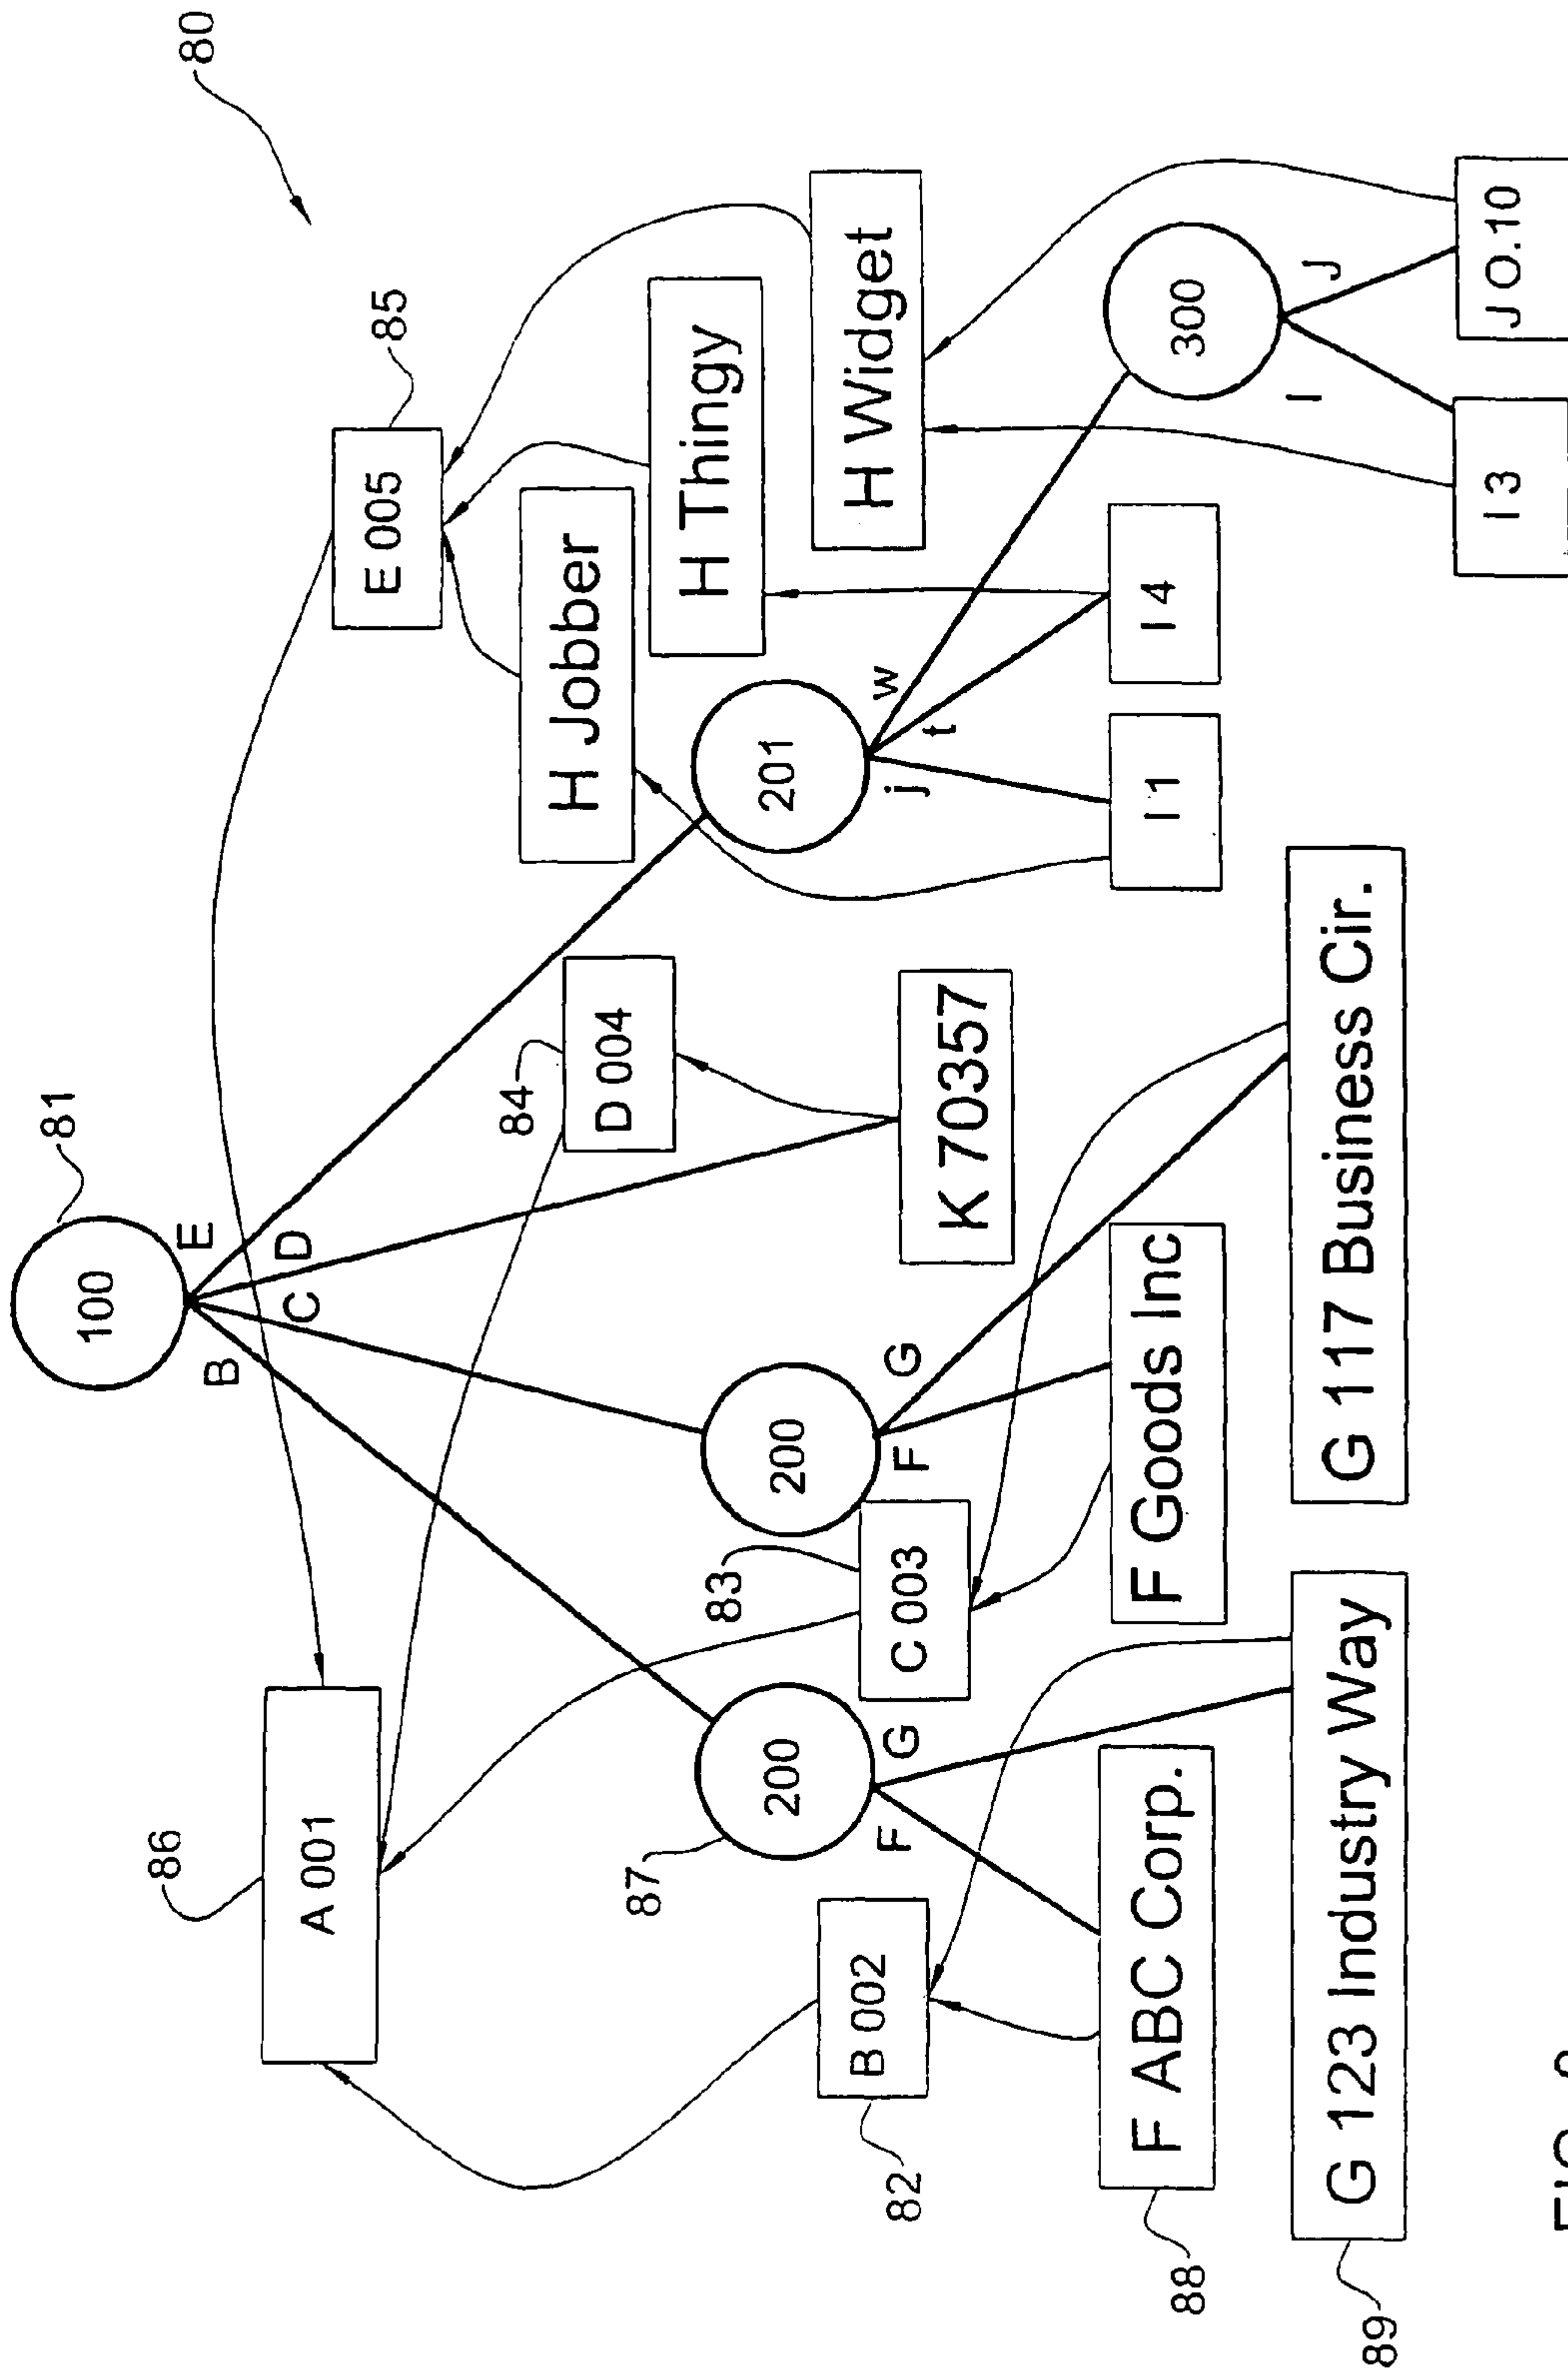 80
81
100
B
C
D
E
86
A 001
85
E 005
H Jobber
H Thingy
H Widget
84
D 004
87
200
F
G
83
200
F
G
201
j
t
w
82
B 002
C 003
K 70357
300
I
J
88
F ABC Corp.
F Goods Inc
I 1
I 4
89
G 123 Industry Way
G 117 Business Cir.
I 3
J 0.10